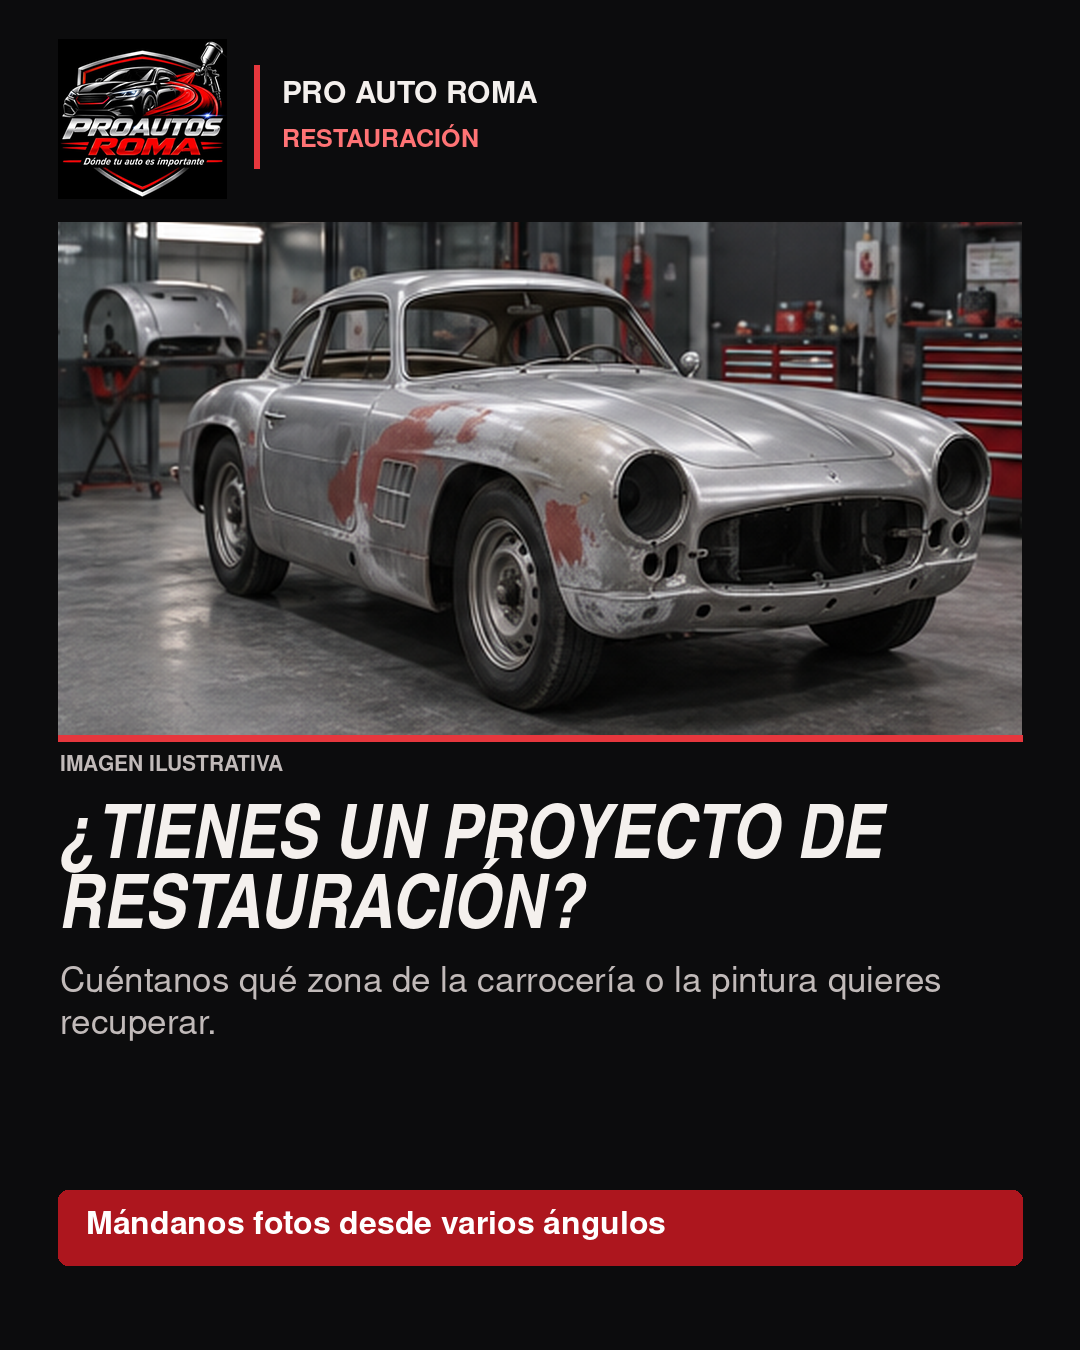 PROAUTOS
ROMA
Dónde tu auto es importante
PRO AUTO ROMA
RESTAURACIÓN
IMAGEN ILUSTRATIVA
¿TIENES UN PROYECTO DE
RESTAURACIÓN?
Cuéntanos qué zona de la carrocería o la pintura quieres
recuperar.
Mándanos fotos desde varios ángulos